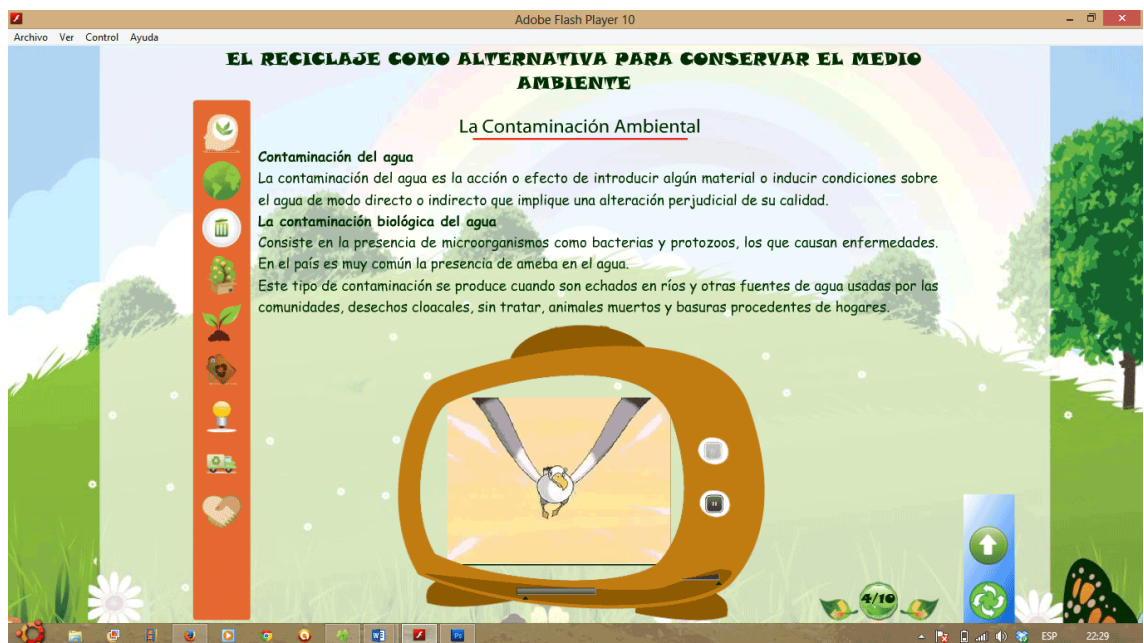 Adobe Flash Player 10
Archivo Ver Control Ayuda
EL RECICLAJE COMO ALTERNATIVA PARA CONSERVAR EL MEDIO
AMBIENTE
La Contaminación Ambiental
Contaminación del agua
La contaminación del agua es la acción o efecto de introducir algún material o inducir condiciones sobre
el agua de modo directo o indirecto que implique una alteración perjudicial de su calidad.
La contaminación biológica del agua
Consiste en la presencia de microorganismos como bacterias y protozoos, los que causan enfermedades.
En el país es muy común la presencia de ameba en el agua.
Este tipo de contaminación se produce cuando son echados en ríos y otras fuentes de agua usadas por las
comunidades, desechos cloacales, sin tratar, animales muertos y basuras procedentes de hogares.
4/10
Ps
ESP
22:29